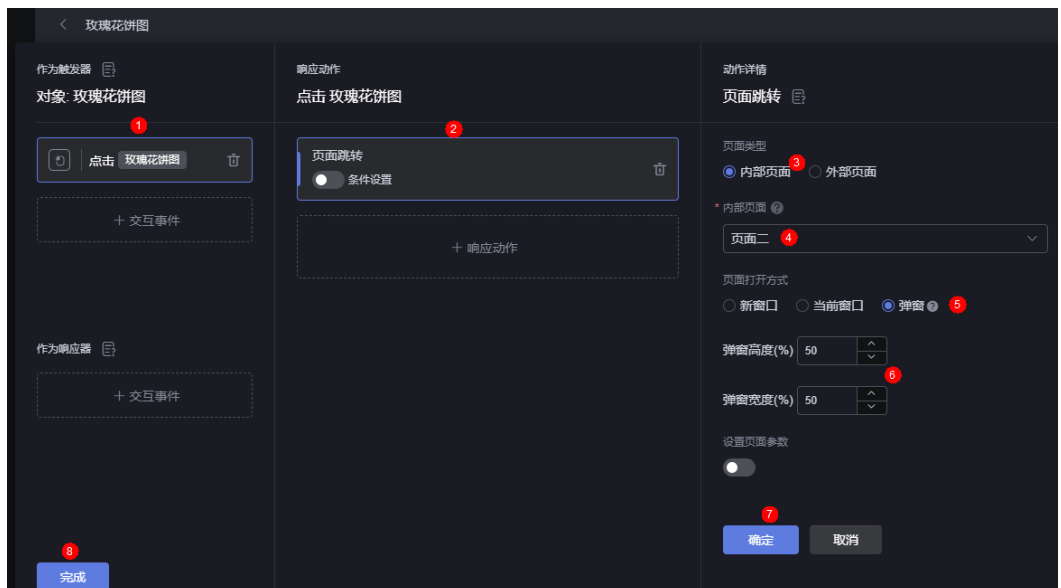 玫瑰花饼图
作为触发器
对象: 玫瑰花饼图
1
点击 玫瑰花饼图
+ 交互事件
作为响应器
+ 交互事件
8
完成
响应动作
点击 玫瑰花饼图
2
页面跳转
条件设置
+ 响应动作
动作详情
页面跳转
页面类型
内部页面 3 外部页面
* 内部页面 ?
页面二 4
页面打开方式
新窗口 当前窗口 弹窗 ? 5
弹窗高度(%) 50
6
弹窗宽度(%) 50
设置页面参数
7
确定 取消